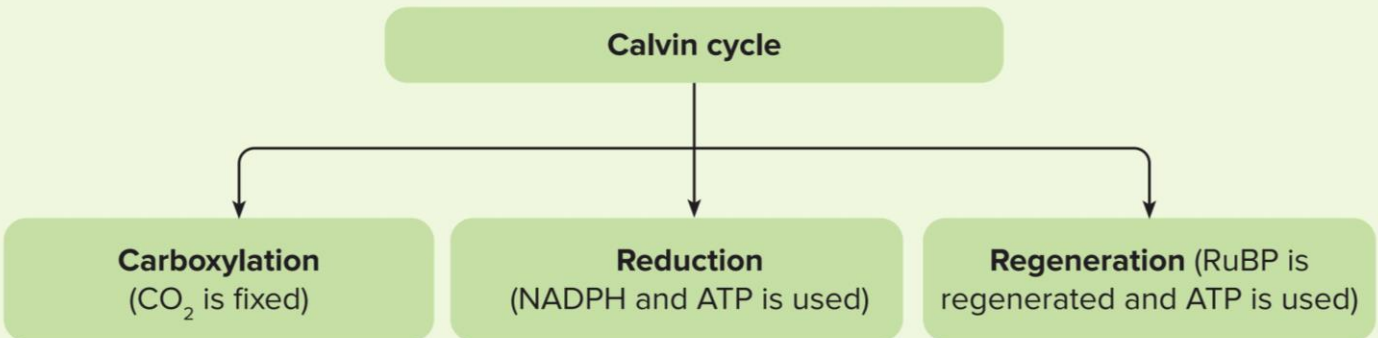 Calvin cycle
Carboxylation
(CO₂ is fixed)
Reduction
(NADPH and ATP is used)
Regeneration (RuBP is
regenerated and ATP is used)